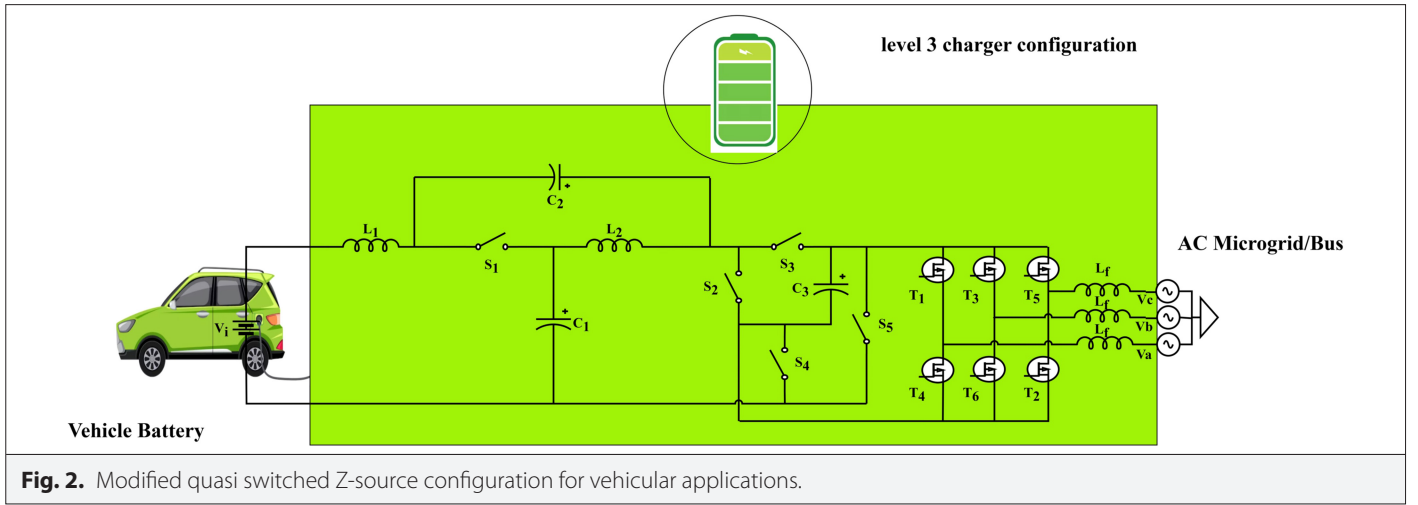 level 3 charger configuration
C2
L1
L2
S1
S2
S3
C3
C1
S4
S5
T1
T3
T5
T4
T6
T2
Lf
Vc
Lf
Vb
Lf
Va
AC Microgrid/Bus
Vi
Vehicle Battery
Fig. 2. Modified quasi switched Z-source configuration for vehicular applications.